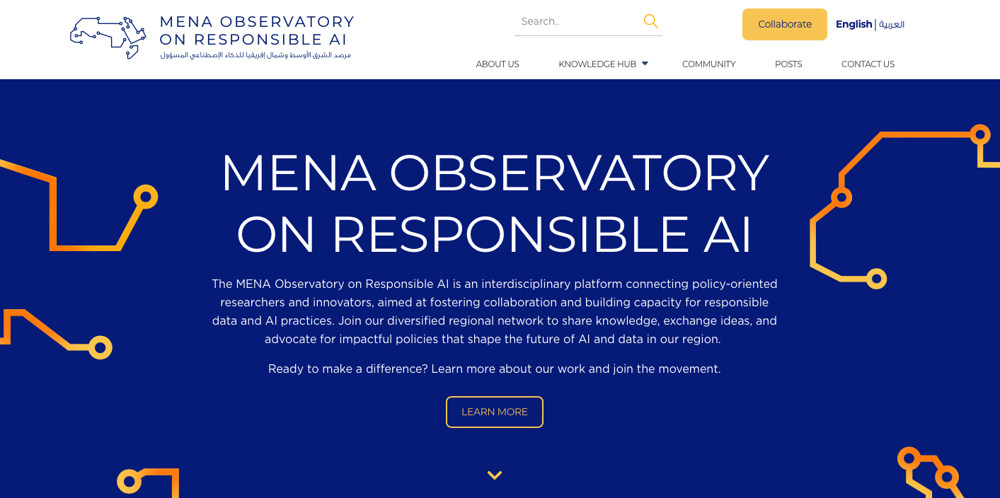 MENA OBSERVATORY
ON RESPONSIBLE AI
مرصد الشرق الأوسط وشمال إفريقيا للذكاء الإصطناعي المسؤول
Search..
Collaborate
English | العربية
ABOUT US
KNOWLEDGE HUB
COMMUNITY
POSTS
CONTACT US
MENA OBSERVATORY
ON RESPONSIBLE AI
The MENA Observatory on Responsible AI is an interdisciplinary platform connecting policy-oriented
researchers and innovators, aimed at fostering collaboration and building capacity for responsible
data and AI practices. Join our diversified regional network to share knowledge, exchange ideas, and
advocate for impactful policies that shape the future of AI and data in our region.
Ready to make a difference? Learn more about our work and join the movement.
LEARN MORE